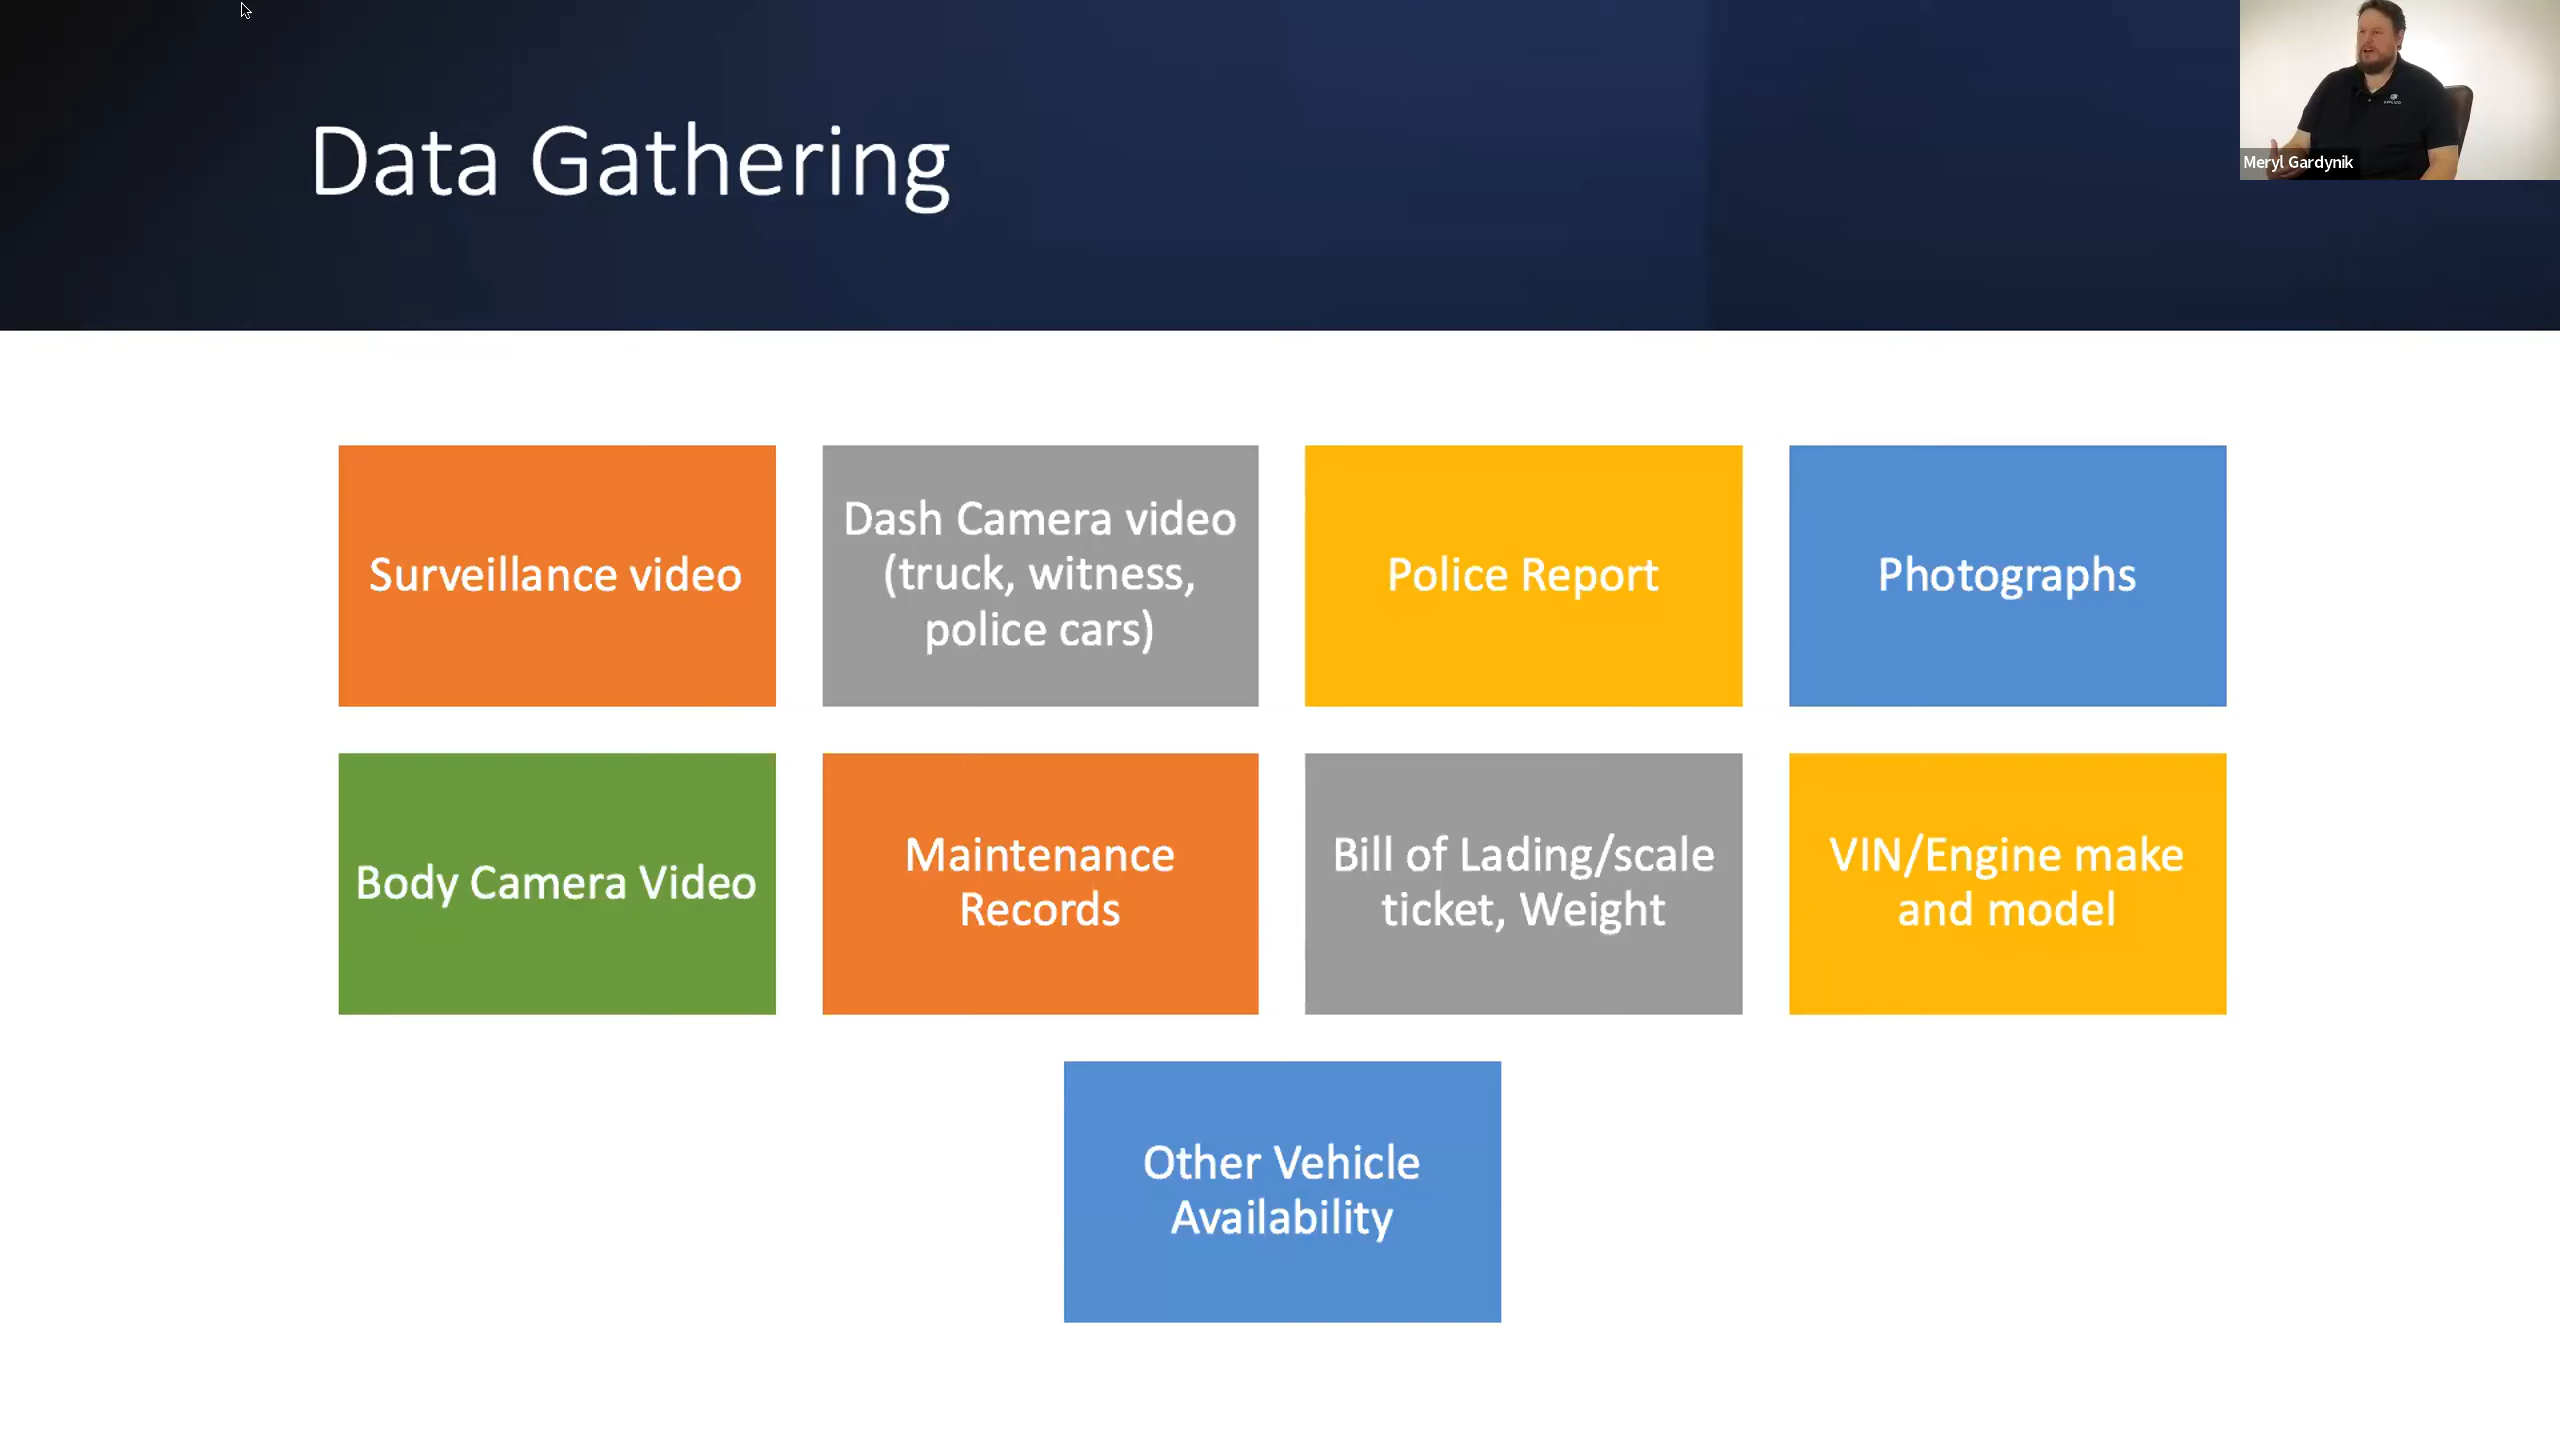 Data Gathering
Meryl Gardynik
Surveillance video
Dash Camera video
(truck, witness,
police cars)
Police Report
Photographs
Body Camera Video
Maintenance
Records
Bill of Lading/scale
ticket, Weight
VIN/Engine make
and model
Other Vehicle
Availability